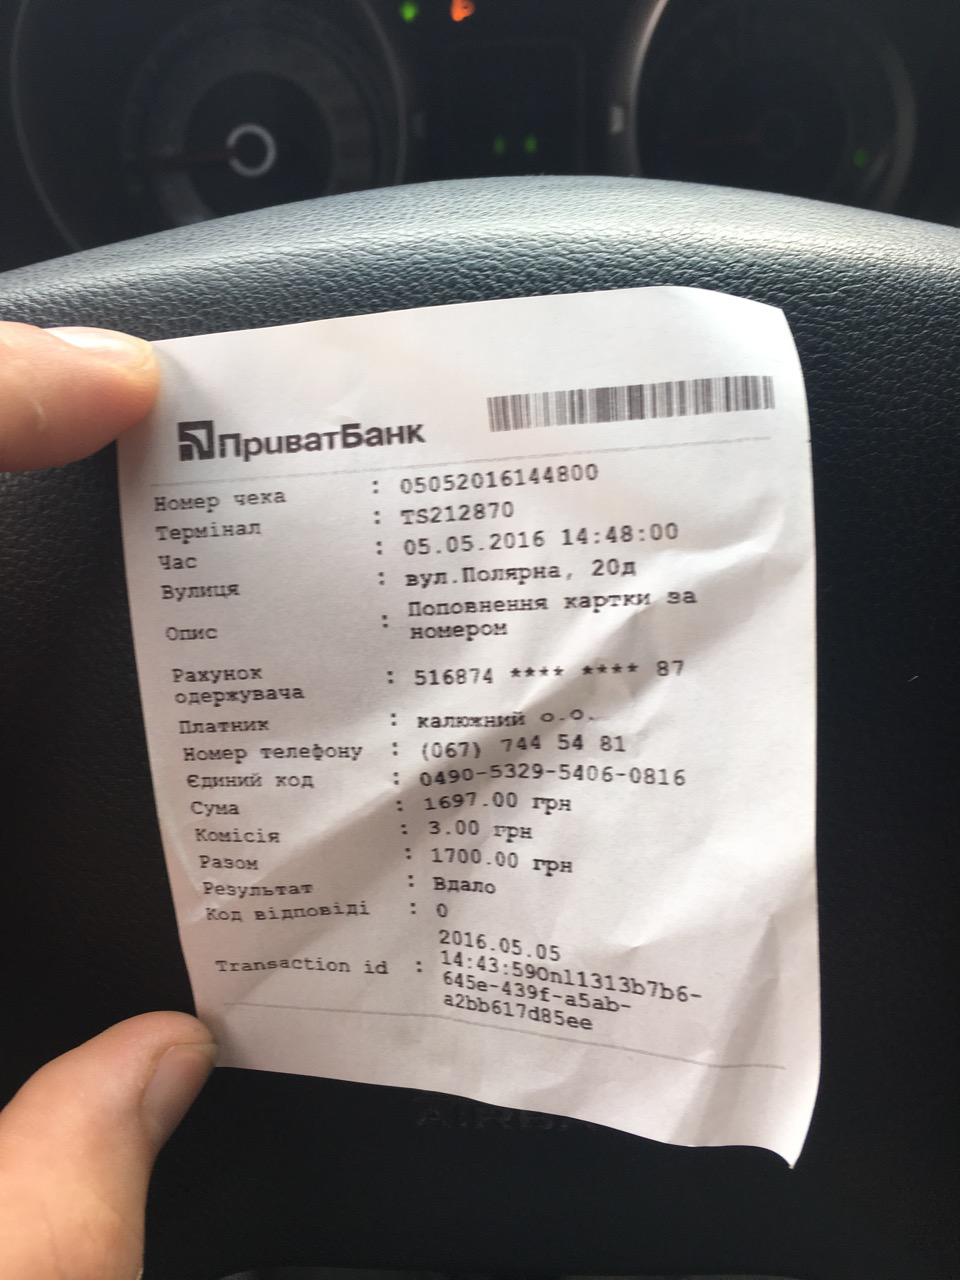 ПриватБанк
Номер чека : 05052016144800
Термінал : TS212870
Час : 05.05.2016 14:48:00
Вулиця : вул.Полярна, 20д
Опис : Поповнення картки за
номером
Рахунок
одержувача : 516874 **** **** 87
Платник : калюжний о.о.
Номер телефону : (067) 744 54 81
Єдиний код : 0490-5329-5406-0816
Сума : 1697.00 грн
Комісія : 3.00 грн
Разом : 1700.00 грн
Результат : Вдало
Код відповіді : 0
Transaction id : 2016.05.05
14:43:590nl1313b7b6-
645e-439f-a5ab-
a2bb617d85ee